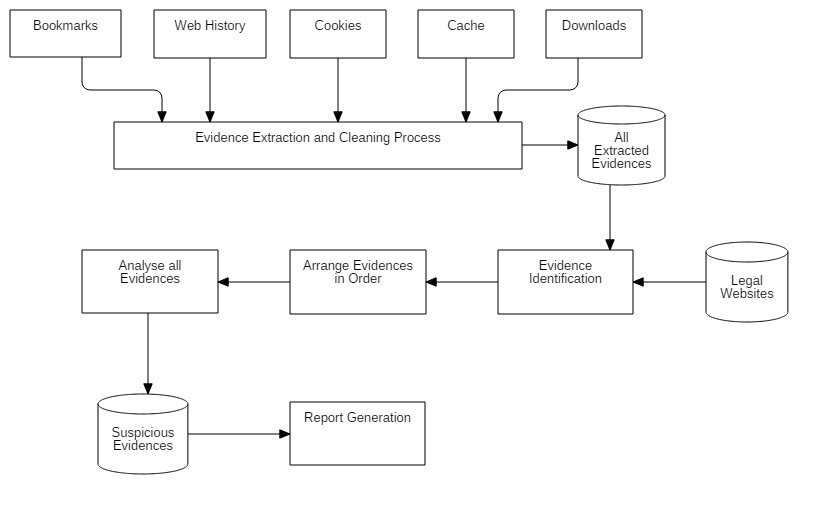 Bookmarks
Web History
Cookies
Cache
Downloads
Evidence Extraction and Cleaning Process
All
Extracted
Evidences
Analyse all
Evidences
Arrange Evidences
in Order
Evidence
Identification
Legal
Websites
Suspicious
Evidences
Report Generation